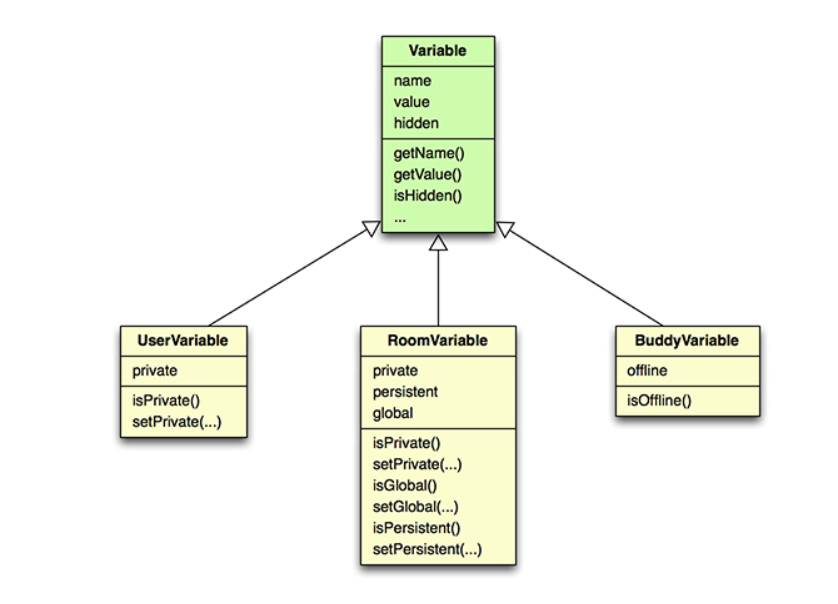 Variable
name
value
hidden
getName()
getValue()
isHidden()
...
UserVariable
private
isPrivate()
setPrivate(...)
RoomVariable
private
persistent
global
isPrivate()
setPrivate(...)
isGlobal()
setGlobal(...)
isPersistent()
setPersistent(...)
BuddyVariable
offline
isOffline()